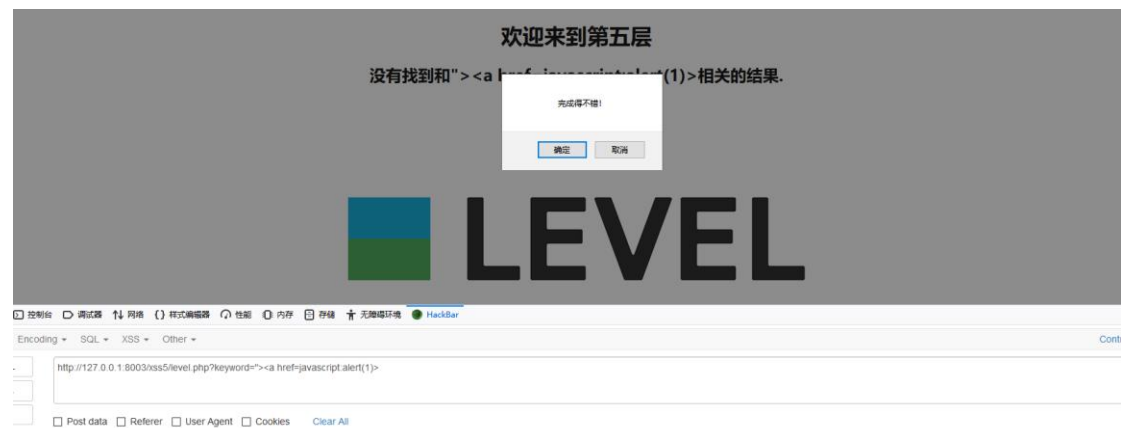 欢迎来到第五层
没有找到和"><a href=javascript:alert(1)>相关的结果.
完成得不错!
确定 取消
LEVEL
控制台 调试器 网络 {} 样式编辑器 性能 内存 存储 无障碍环境 HackBar
Encoding SQL XSS Other Contr
http://127.0.0.1:8003/xss5/level.php?keyword="><a href=javascript:alert(1)>
Post data Referer User Agent Cookies Clear All